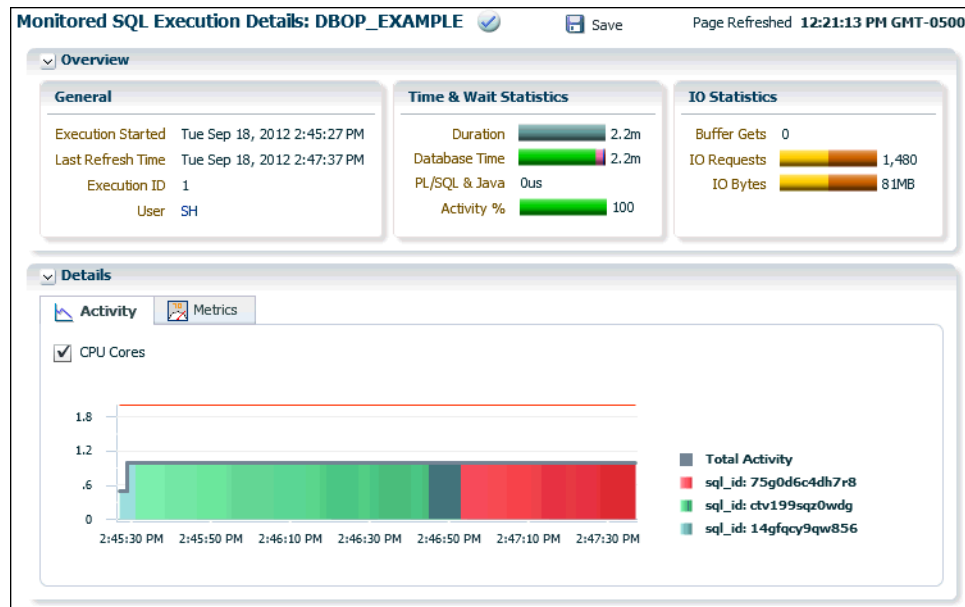 Monitored SQL Execution Details: DBOP_EXAMPLE Save Page Refreshed 12:21:13 PM GMT-0500
Overview
General
Execution Started Tue Sep 18, 2012 2:45:27 PM
Last Refresh Time Tue Sep 18, 2012 2:47:37 PM
Execution ID 1
User SH
Time & Wait Statistics
Duration 2.2m
Database Time 2.2m
PL/SQL & Java 0us
Activity % 100
IO Statistics
Buffer Gets 0
IO Requests 1,480
IO Bytes 81MB
Details
Activity Metrics
CPU Cores
1.8
1.2
.6
0
2:45:30 PM 2:45:50 PM 2:46:10 PM 2:46:30 PM 2:46:50 PM 2:47:10 PM 2:47:30 PM
Total Activity
sql_id: 75g0d6c4dh7r8
sql_id: ctv199sqz0wdg
sql_id: 14gfqcy9qw856